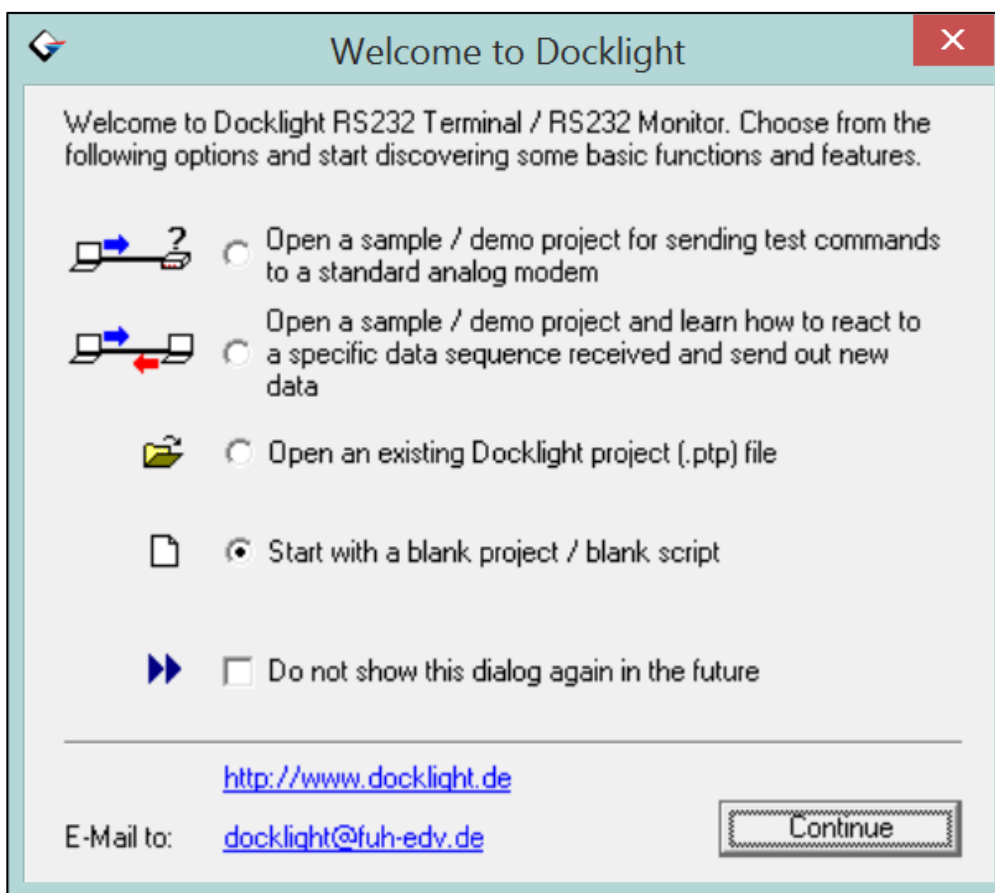 Welcome to Docklight
Welcome to Docklight RS232 Terminal / RS232 Monitor. Choose from the
following options and start discovering some basic functions and features.
?
Open a sample / demo project for sending test commands
to a standard analog modem
Open a sample / demo project and learn how to react to
a specific data sequence received and send out new
data
Open an existing Docklight project (.ptp) file
Start with a blank project / blank script
Do not show this dialog again in the future
http://www.docklight.de
E-Mail to: docklight@fuh-edv.de
Continue